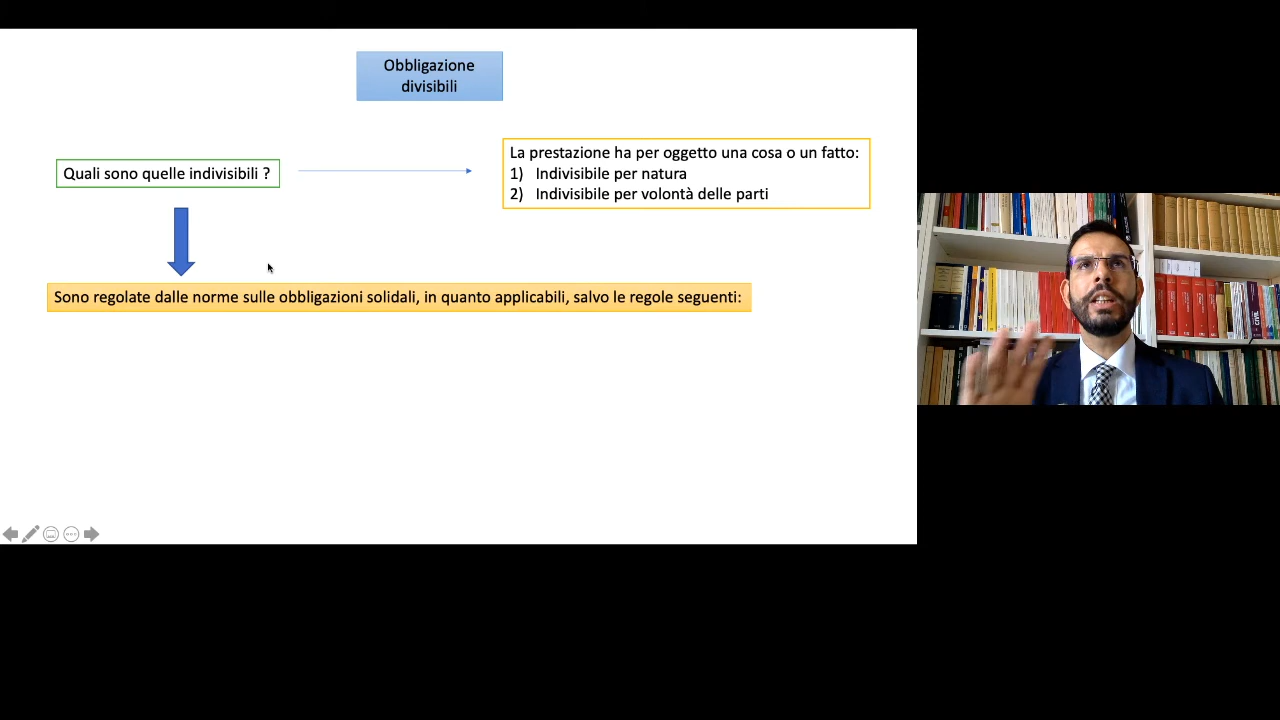 Obbligazione
divisibili
Quali sono quelle indivisibili ?
La prestazione ha per oggetto una cosa o un fatto:
1) Indivisibile per natura
2) Indivisibile per volontà delle parti
Sono regolate dalle norme sulle obbligazioni solidali, in quanto applicabili, salvo le regole seguenti: